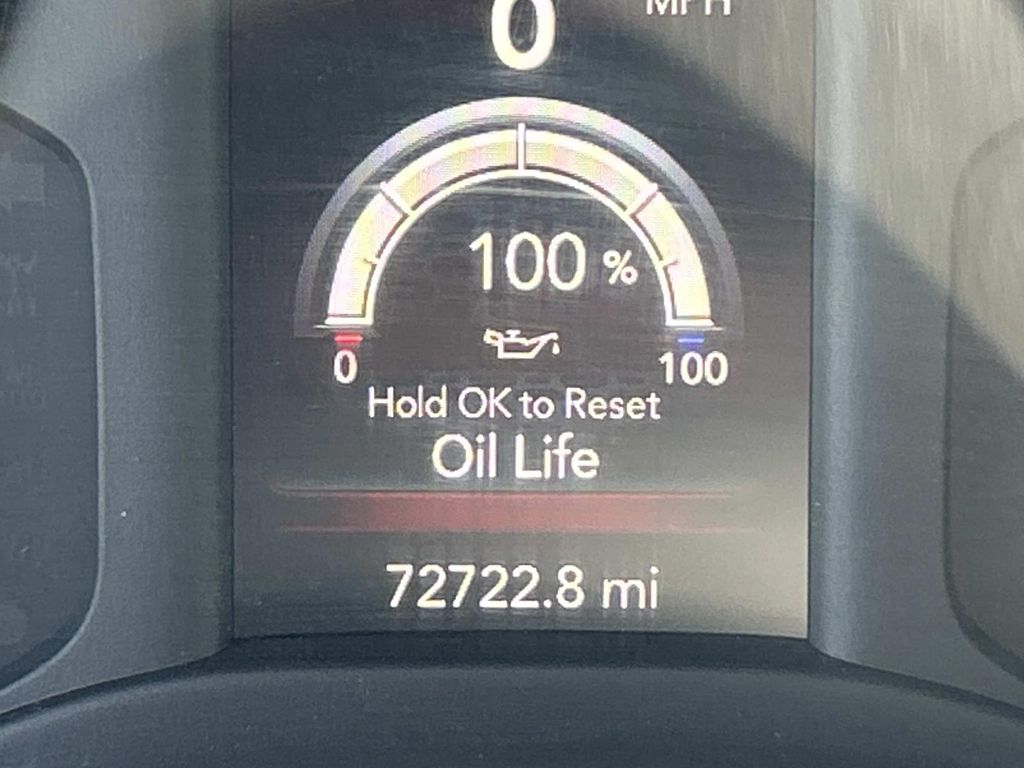 0 MPH
100 %
0 100
Hold OK to Reset
Oil Life
72722.8 mi